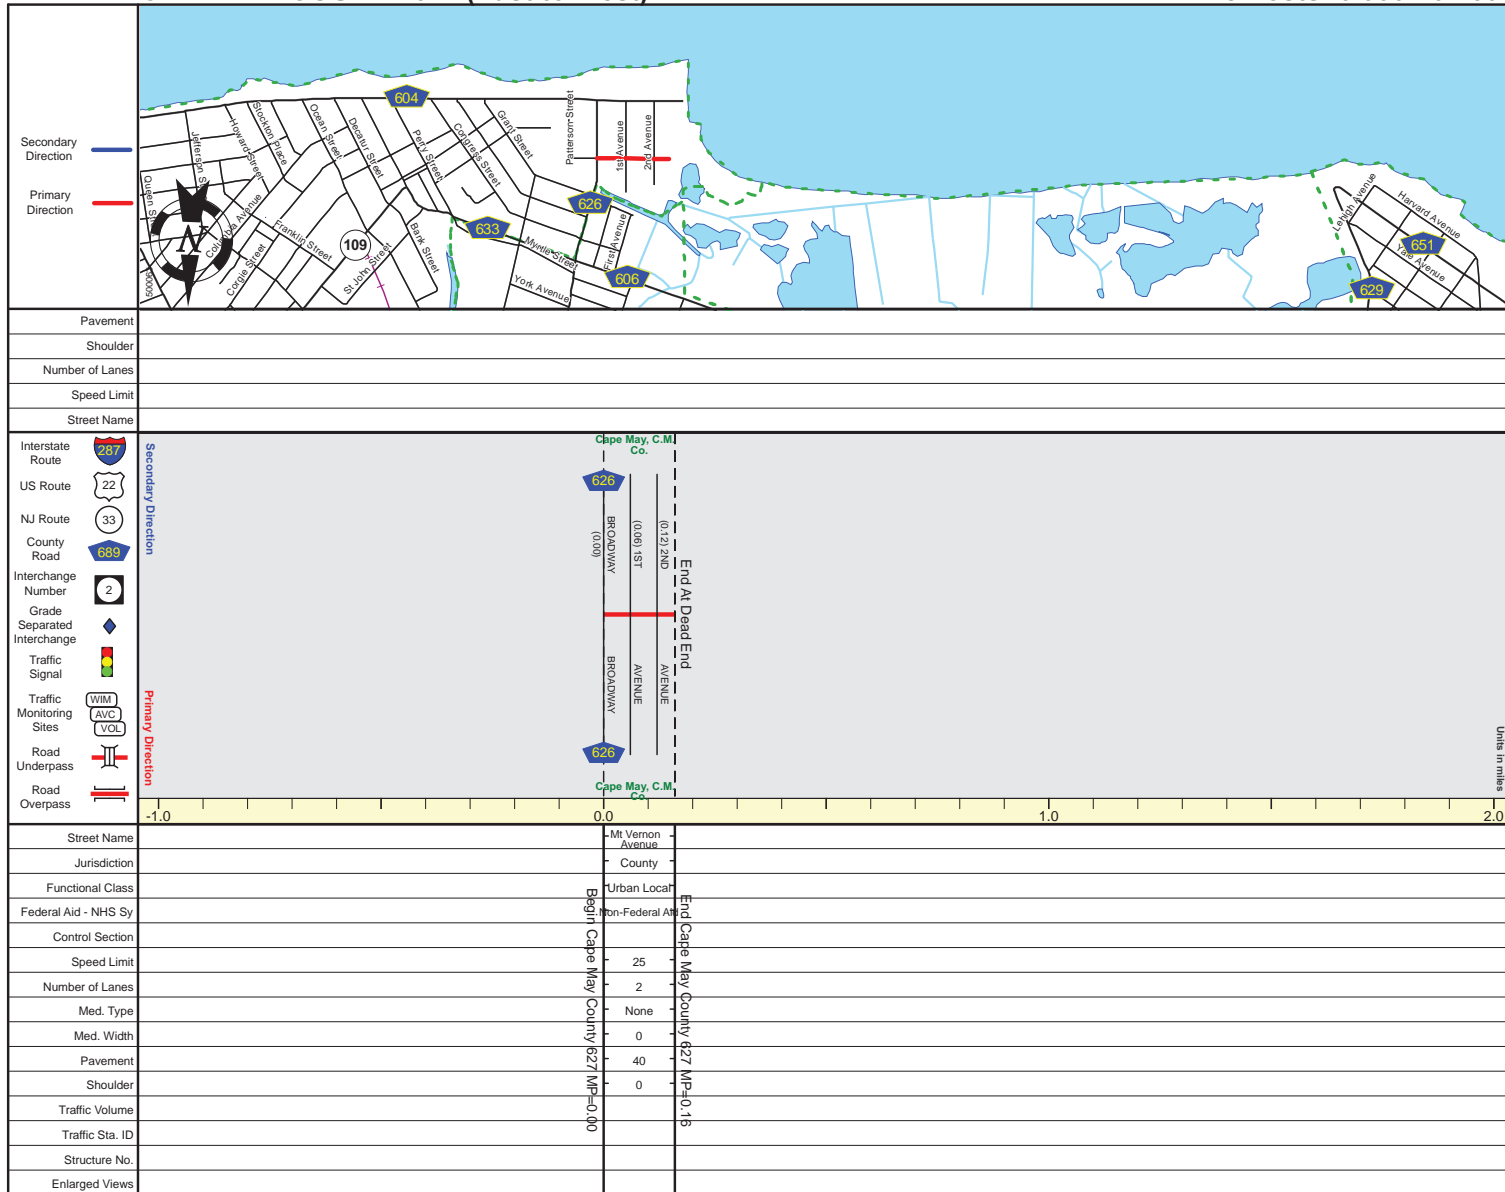 Secondary
Direction
Primary
Direction
604
Queen St
Jefferson St
Howard Street
Stockton Place
Ocean Street
Decatur Street
Perry Street
Congress Street
Grant Street
Patterson Street
1st Avenue
2nd Avenue
Columbia Avenue
Corgie Street
Franklin Street
109
St John Street
Bank Street
633
626
Myrtle Street
First Avenue
606
York Avenue
Lehigh Avenue
Harvard Avenue
651
Yale Avenue
629
N
Pavement
Shoulder
Number of Lanes
Speed Limit
Street Name
Interstate
Route
287
US Route
22
NJ Route
33
County
Road
689
Interchange
Number
2
Grade
Separated
Interchange
Traffic
Signal
Traffic
Monitoring
Sites
WIM
AVC
VOL
Road
Underpass
Road
Overpass
Secondary Direction
Primary Direction
Cape May, C.M.
Co.
626
BROADWAY
(0.00)
(0.06) 1ST
(0.12) 2ND
End At Dead End
BROADWAY
AVENUE
AVENUE
626
Cape May, C.M.
Co.
Units in miles
-1.0
0.0
1.0
2.0
Street Name
Mt Vernon
Avenue
Jurisdiction
County
Functional Class
Urban Local
Federal Aid - NHS Sy
Non-Federal Aid
Control Section
Speed Limit
25
Number of Lanes
2
Med. Type
None
Med. Width
0
Pavement
40
Shoulder
0
Traffic Volume
Traffic Sta. ID
Structure No.
Enlarged Views
Begin Cape May County 627 MP=0.00
End Cape May County 627 MP=0.16